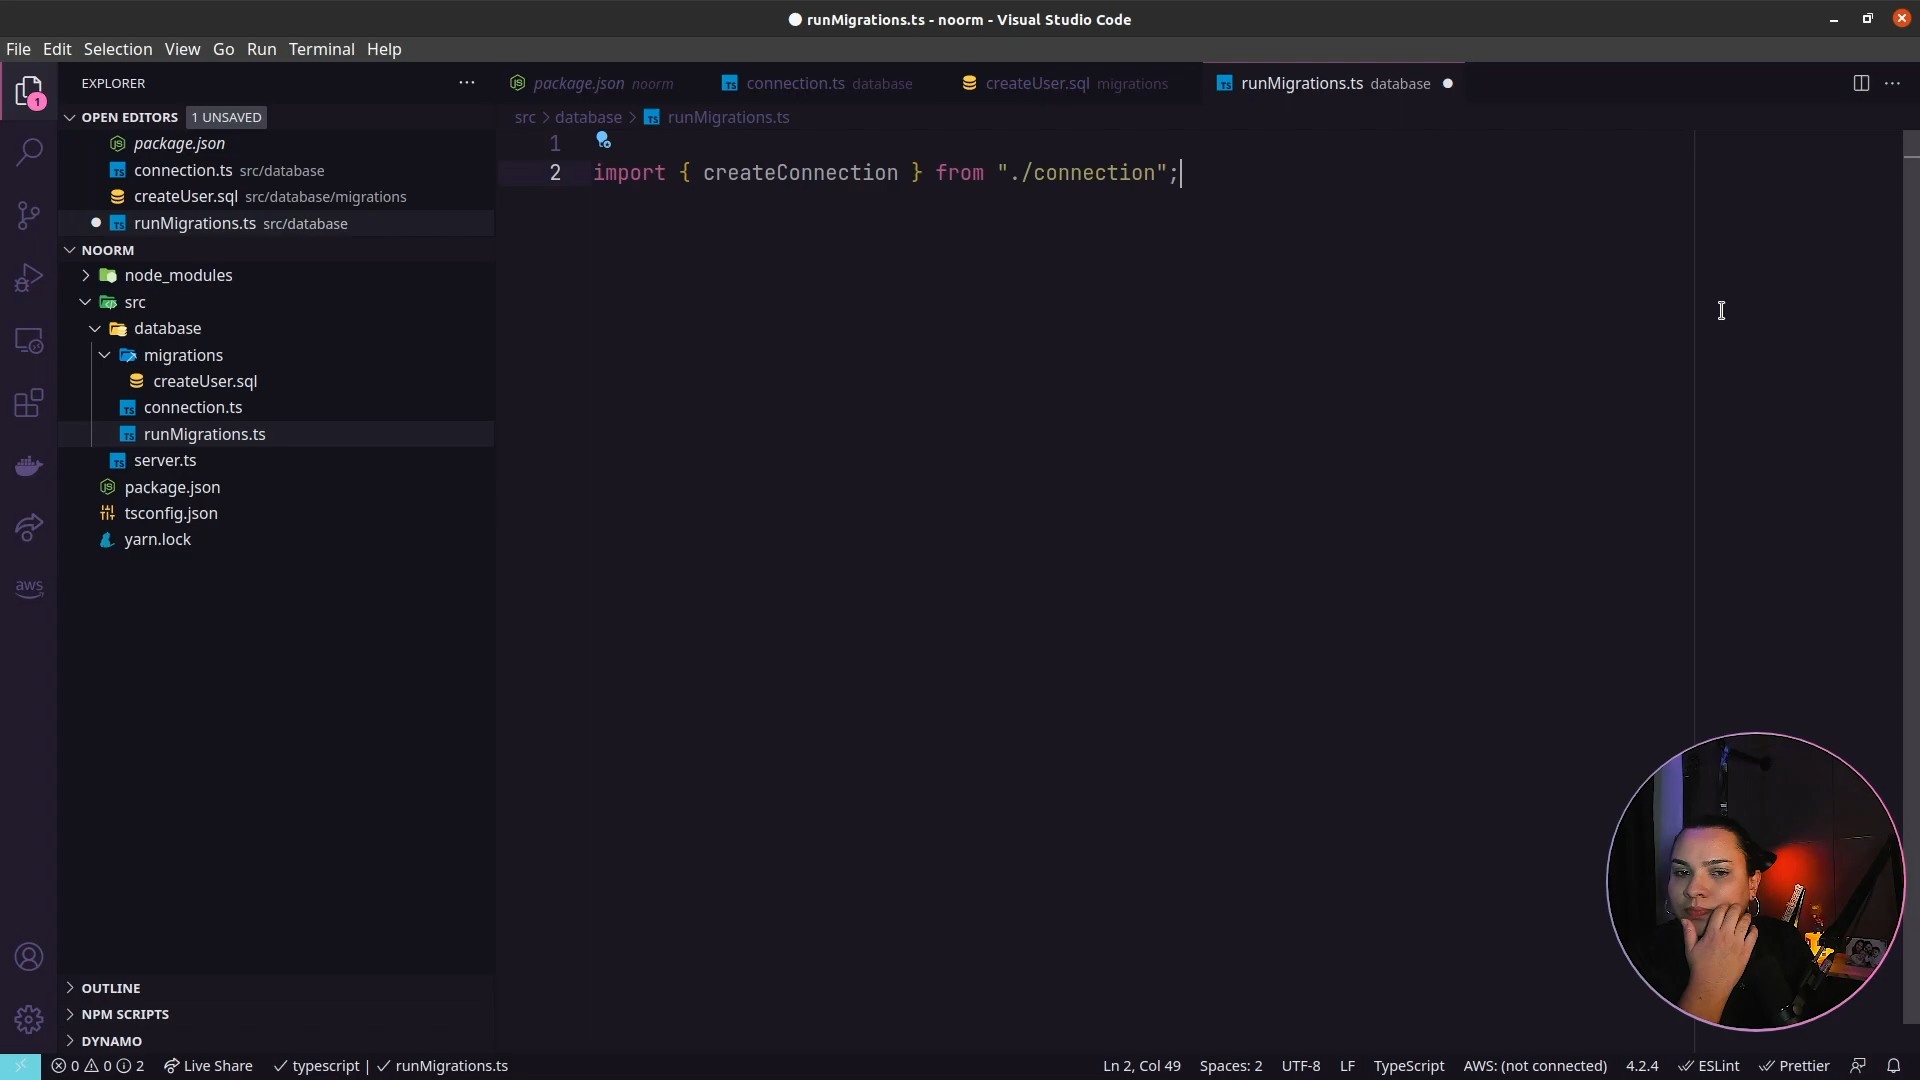 runMigrations.ts - noorm - Visual Studio Code
File Edit Selection View Go Run Terminal Help
EXPLORER
package.json noorm
connection.ts database
createUser.sql migrations
runMigrations.ts database
1
OPEN EDITORS 1 UNSAVED
src > database > TS runMigrations.ts
package.json
connection.ts src/database
createUser.sql src/database/migrations
runMigrations.ts src/database
1
2 import { createConnection } from "./connection";
NOORM
node_modules
src
database
migrations
createUser.sql
TS connection.ts
TS runMigrations.ts
TS server.ts
package.json
tsconfig.json
yarn.lock
aws
OUTLINE
NPM SCRIPTS
DYNAMO
0 0 2 Live Share typescript | runMigrations.ts Ln 2, Col 49 Spaces: 2 UTF-8 LF TypeScript AWS: (not connected) 4.2.4 ESLint Prettier